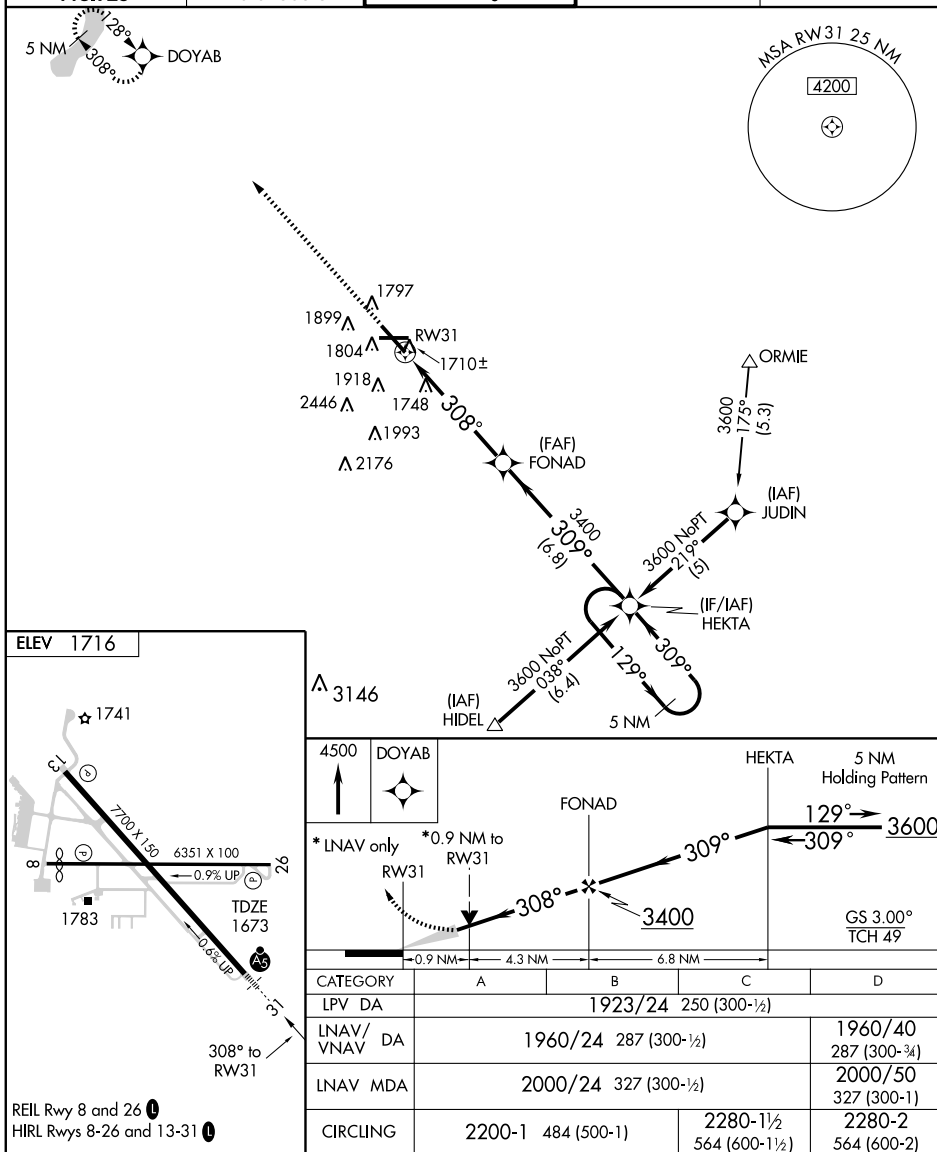 5 NM
128°
308°
DOYAB
MSA RW31 25 NM
4200
1797
1899
RW31
1804
1710±
1918
1748
2446
1993
2176
308°
(FAF)
FONAD
ORMIE
3600
175°
(5.3)
(IAF)
JUDIN
3400
309°
(6.8)
3600 NoPT
219°
(5)
(IF/IAF)
HEKTA
309°
129°
5 NM
3600 NoPT
038°
(6.4)
(IAF)
HIDEL
3146
ELEV 1716
1741
13
P
7700 X 150
8
P
6351 X 100
26
0.9% UP
P
TDZE
1673
1783
0.6% UP
A5
31
308° to
RW31
REIL Rwy 8 and 26 L
HIRL Rwys 8-26 and 13-31 L
4500
DOYAB
HEKTA
5 NM
Holding Pattern
FONAD
129°
3600
309°
309°
* LNAV only
*0.9 NM to
RW31
RW31
308°
3400
GS 3.00°
TCH 49
0.9 NM 4.3 NM 6.8 NM
CATEGORY A B C D
LPV DA 1923/24 250 (300-½)
LNAV/
VNAV DA 1960/24 287 (300-½) 1960/40
287 (300-¾)
LNAV MDA 2000/24 327 (300-½) 2000/50
327 (300-1)
CIRCLING 2200-1 484 (500-1) 2280-1½
564 (600-1½) 2280-2
564 (600-2)